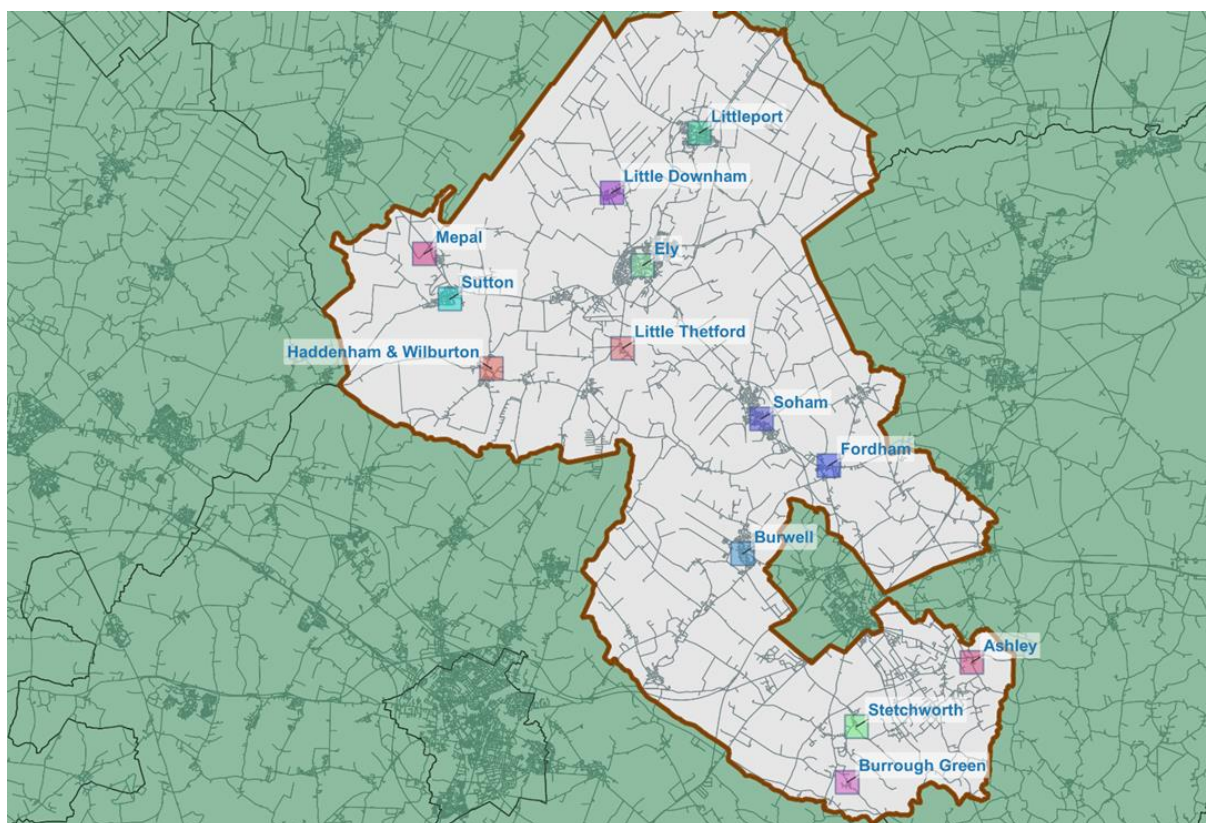 Littleport
Little Downham
Mepal
Ely
Sutton
Little Thetford
Haddenham & Wilburton
Soham
Fordham
Burwell
Ashley
Stetchworth
Burrough Green